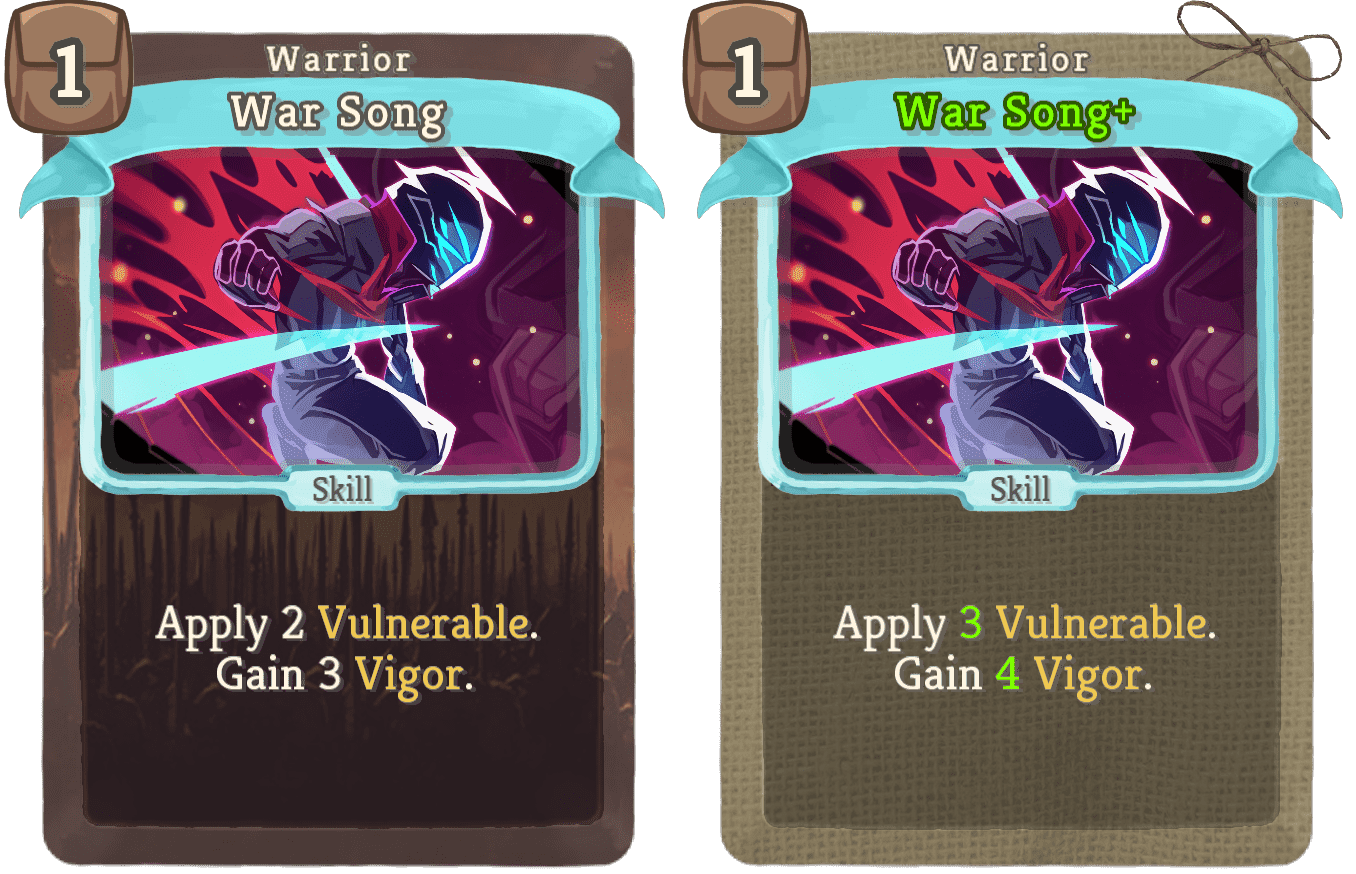 1
Warrior
War Song
Skill
Apply 2 Vulnerable.
Gain 3 Vigor.
1
Warrior
War Song+
Skill
Apply 3 Vulnerable.
Gain 4 Vigor.